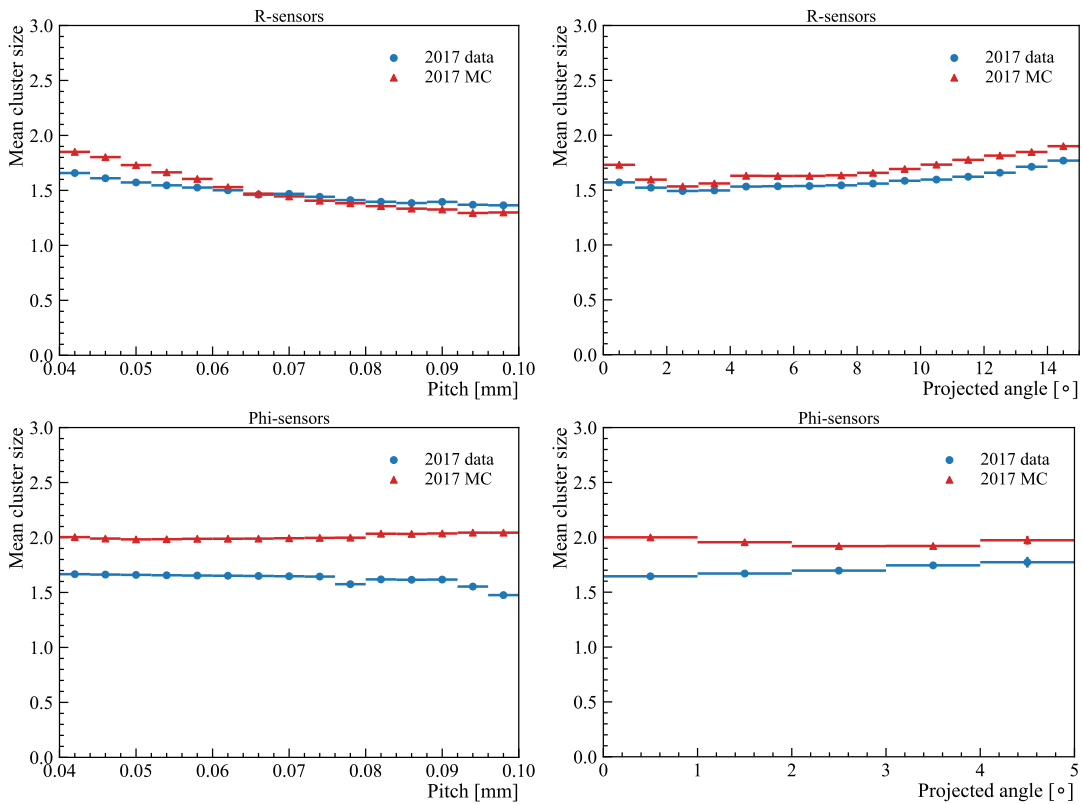 R-sensors
Mean cluster size
3.0
2.5
2.0
1.5
1.0
0.5
0.0
2017 data
2017 MC
0.04 0.05 0.06 0.07 0.08 0.09 0.10
Pitch [mm]
R-sensors
Mean cluster size
3.0
2.5
2.0
1.5
1.0
0.5
0.0
2017 data
2017 MC
2 4 6 8 10 12 14
Projected angle [∘]
Phi-sensors
Mean cluster size
3.0
2.5
2.0
1.5
1.0
0.5
0.0
2017 data
2017 MC
0.04 0.05 0.06 0.07 0.08 0.09 0.10
Pitch [mm]
Phi-sensors
Mean cluster size
3.0
2.5
2.0
1.5
1.0
0.5
0.0
2017 data
2017 MC
0 1 2 3 4 5
Projected angle [∘]